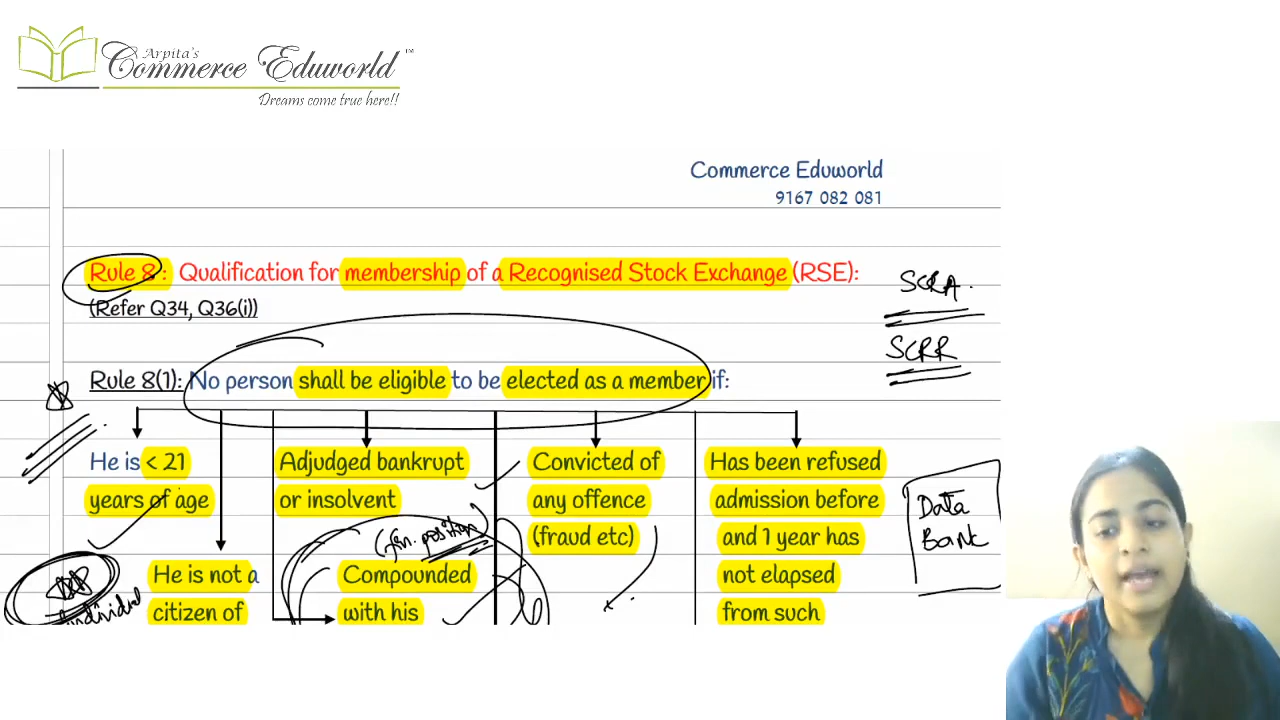 Arpita's
Commerce Eduworld™
Dreams come true here!!
Commerce Eduworld
9167 082 081
Rule 8 : Qualification for membership of a Recognised Stock Exchange (RSE):
(Refer Q34, Q36(i))
SCRA.
SCRR
Rule 8(1): No person shall be eligible to be elected as a member if:
He is < 21
years of age
He is not a
citizen of
individual
Adjudged bankrupt
or insolvent
(fin. position)
Compounded
with his
Convicted of
any offence
(fraud etc)
Has been refused
admission before
and 1 year has
not elapsed
from such
Data
Bank